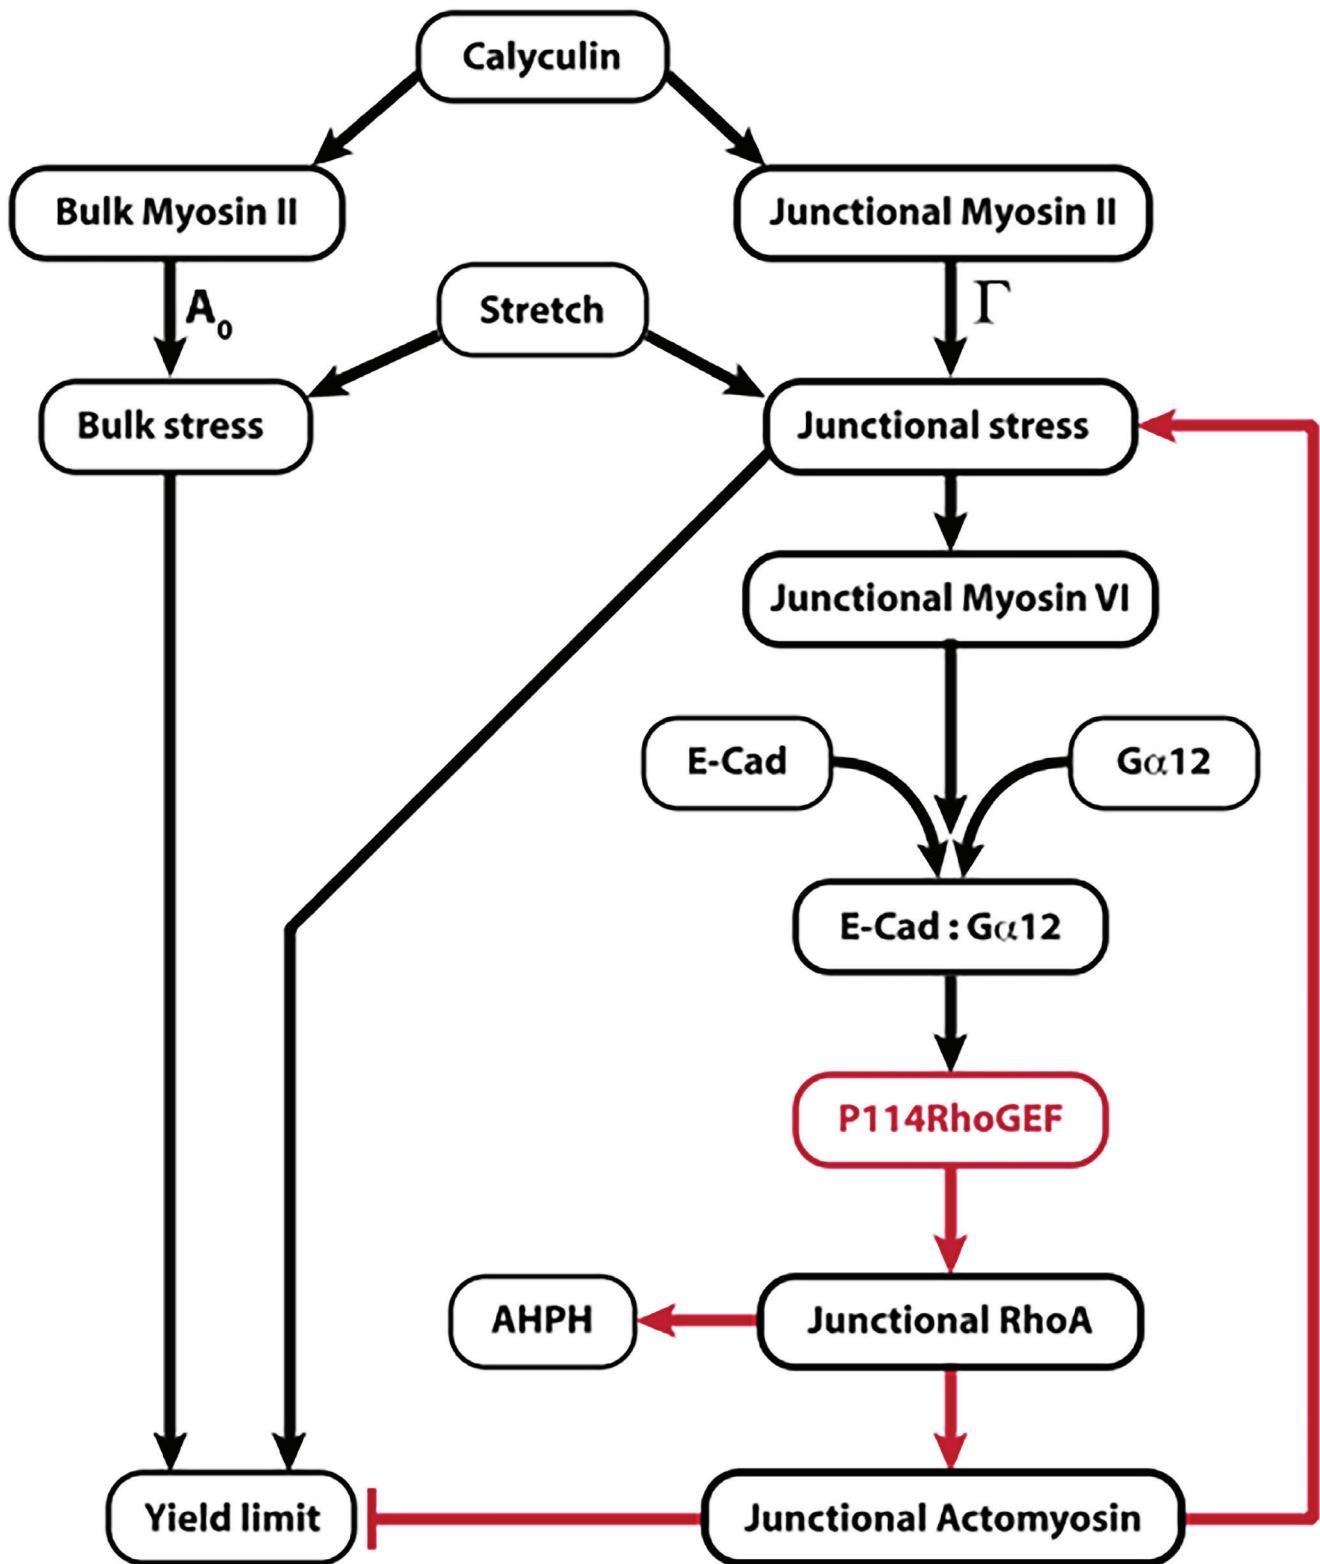 Calyculin
Bulk Myosin II
Junctional Myosin II
A₀
Stretch
Γ
Bulk stress
Junctional stress
Junctional Myosin VI
E-Cad
Gα12
E-Cad : Gα12
P114RhoGEF
AHPH
Junctional RhoA
Yield limit
Junctional Actomyosin